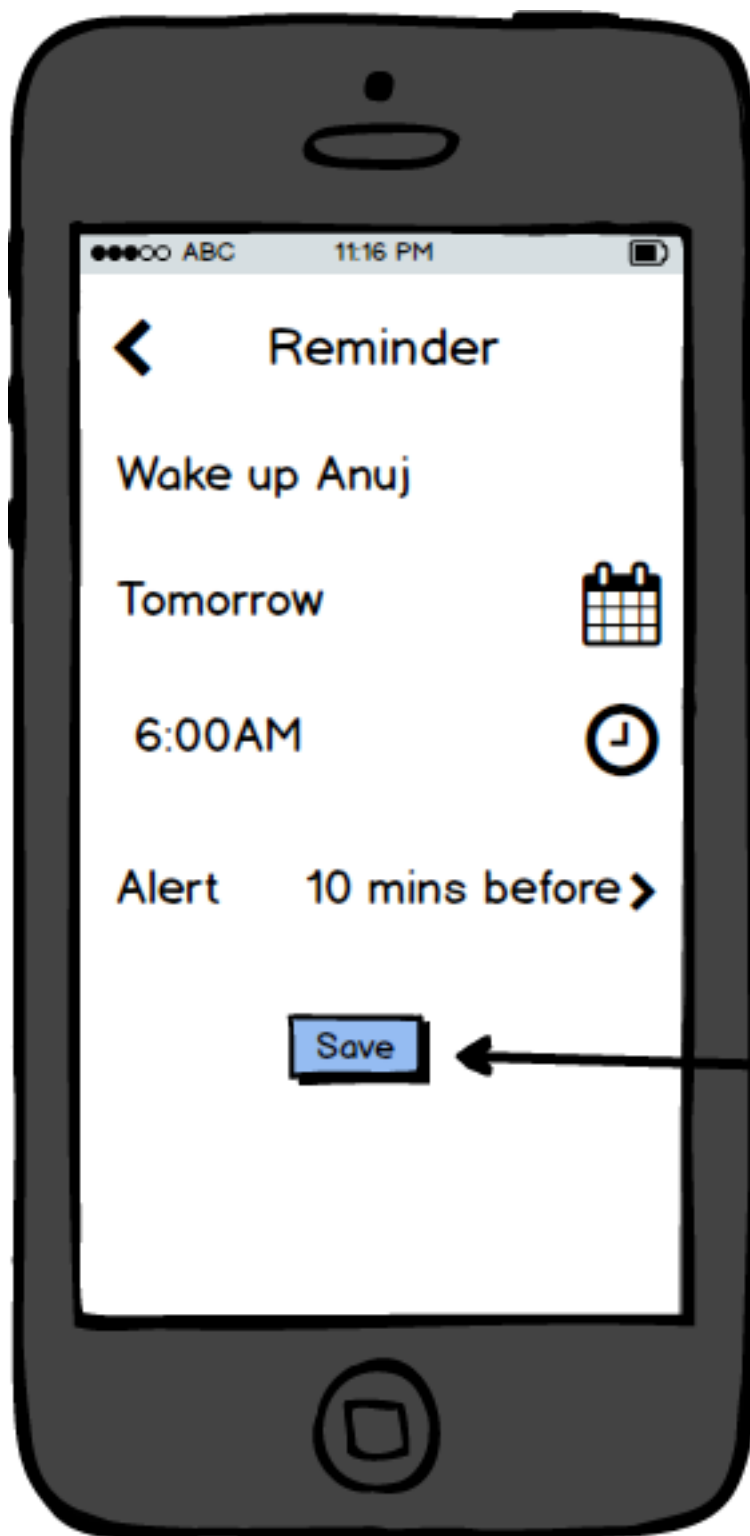 ABC 11:16 PM
Reminder
Wake up Anuj
Tomorrow
6:00AM
Alert 10 mins before
Save